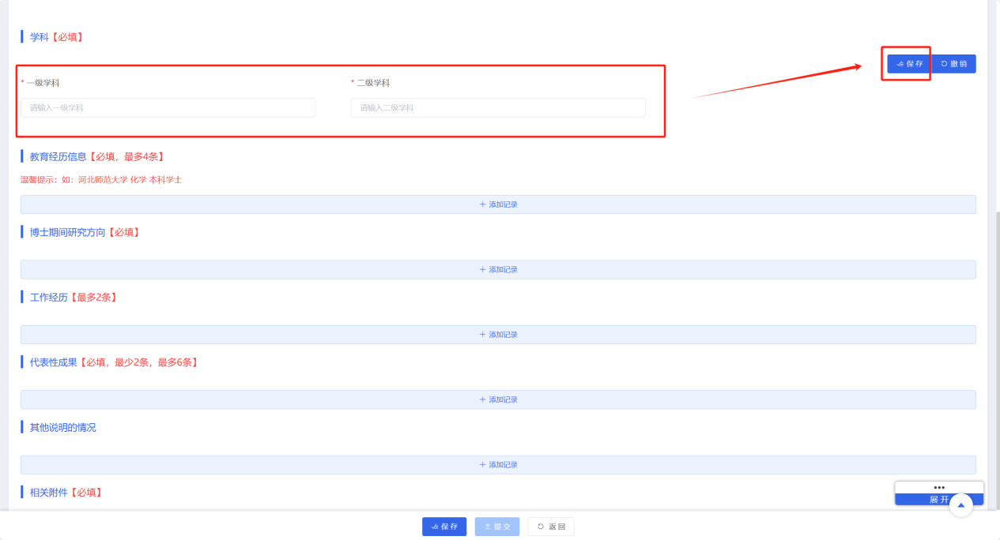 学科【必填】
保存 撤销
* 一级学科 * 二级学科
请输入一级学科 请输入二级学科
教育经历信息【必填，最多4条】
温馨提示：如：河北师范大学 化学 本科学士
+ 添加记录
博士期间研究方向【必填】
+ 添加记录
工作经历【最多2条】
+ 添加记录
代表性成果【必填，最少2条，最多6条】
+ 添加记录
其他说明的情况
+ 添加记录
相关附件【必填】
展开
保存 提交 返回